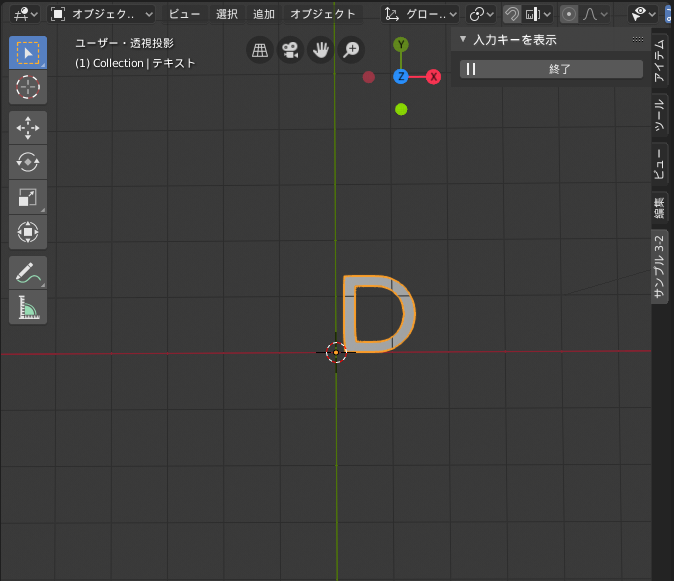 オブジェク..
ビュー
選択
追加
オブジェクト
グロー..
ユーザー・透視投影
(1) Collection | テキスト
Y
Z
X
入力キーを表示
終了
アイテム
ツール
ビュー
編集
サンプル 3-2
D